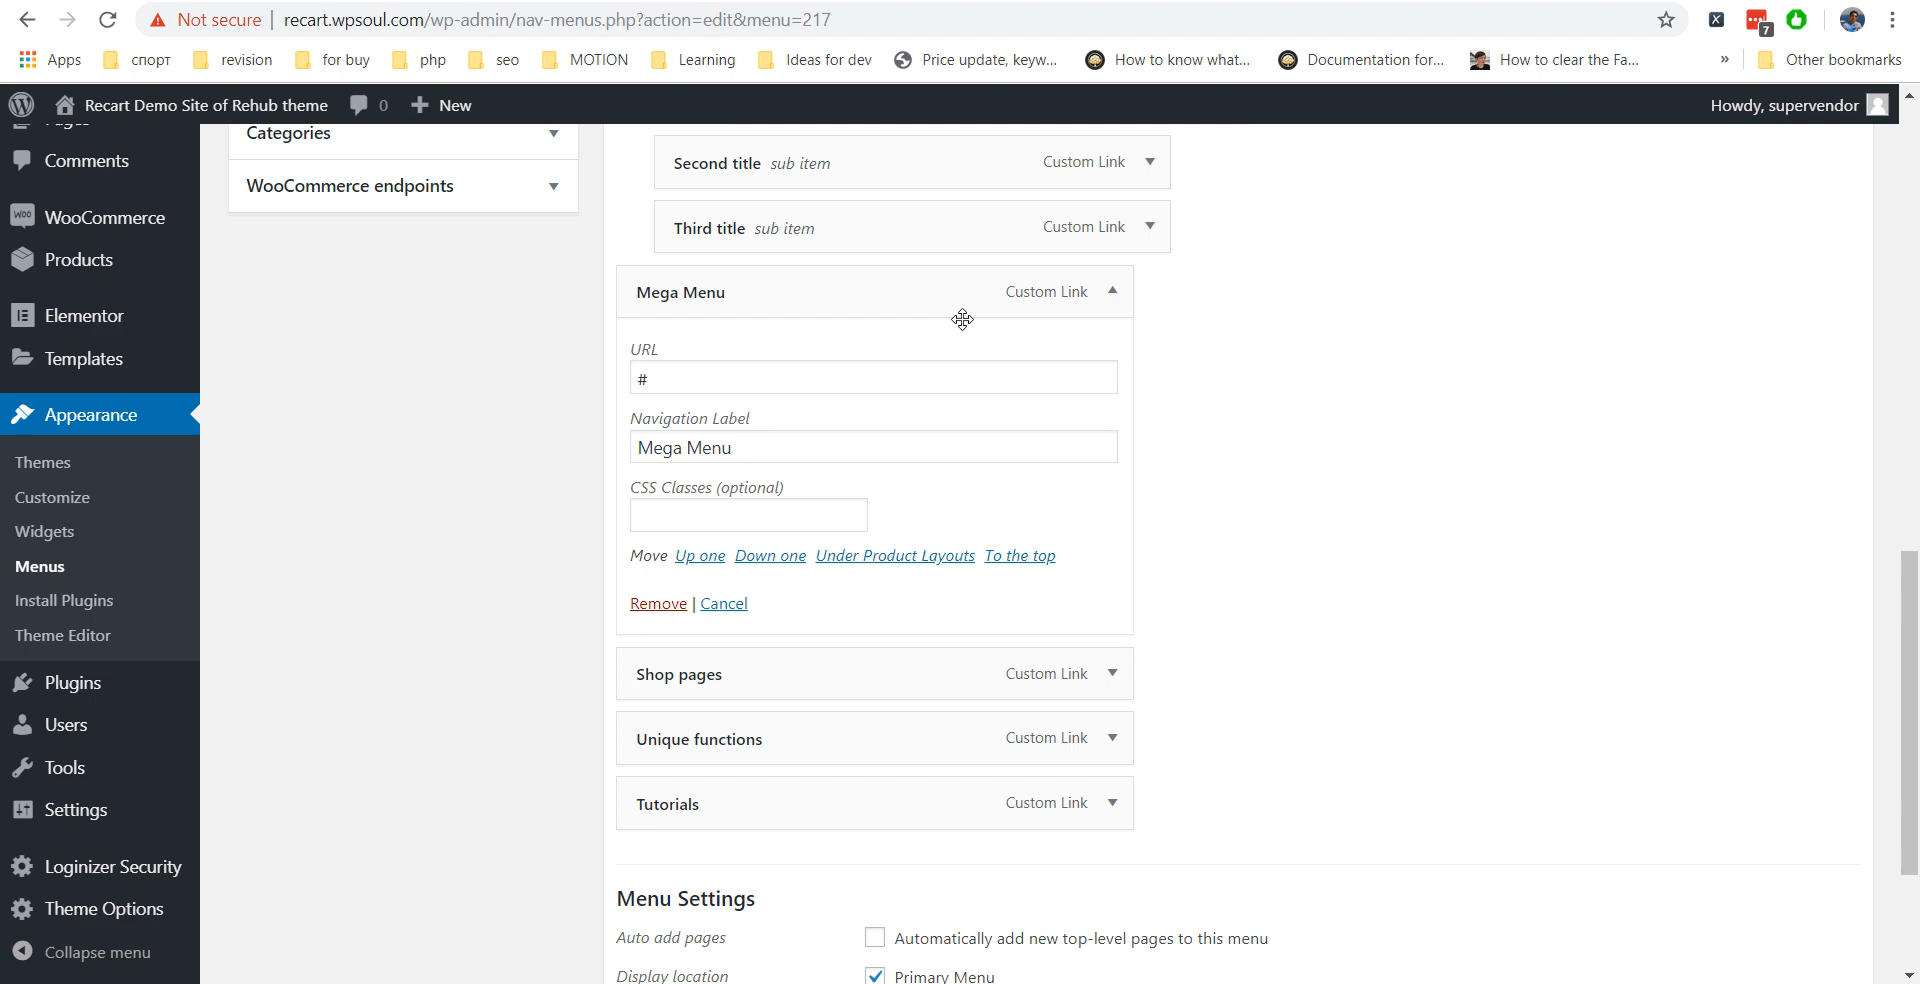 Not secure | recart.wpsoul.com/wp-admin/nav-menus.php?action=edit&menu=217
X
7
Apps спорт revision for buy php seo MOTION Learning Ideas for dev Price update, keyw... How to know what... Documentation for... How to clear the Fa... » Other bookmarks
Recart Demo Site of Rehub theme 0 New Howdy, supervendor
Pages
Comments
WOO WooCommerce
Products
Elementor
Templates
Appearance
Themes
Customize
Widgets
Menus
Install Plugins
Theme Editor
Plugins
Users
Tools
Settings
Loginizer Security
Theme Options
Collapse menu
Categories
WooCommerce endpoints
Second title sub item Custom Link
Third title sub item Custom Link
Mega Menu Custom Link
URL
#
Navigation Label
Mega Menu
CSS Classes (optional)
Move Up one Down one Under Product Layouts To the top
Remove | Cancel
Shop pages Custom Link
Unique functions Custom Link
Tutorials Custom Link
Menu Settings
Auto add pages Automatically add new top-level pages to this menu
Display location Primary Menu